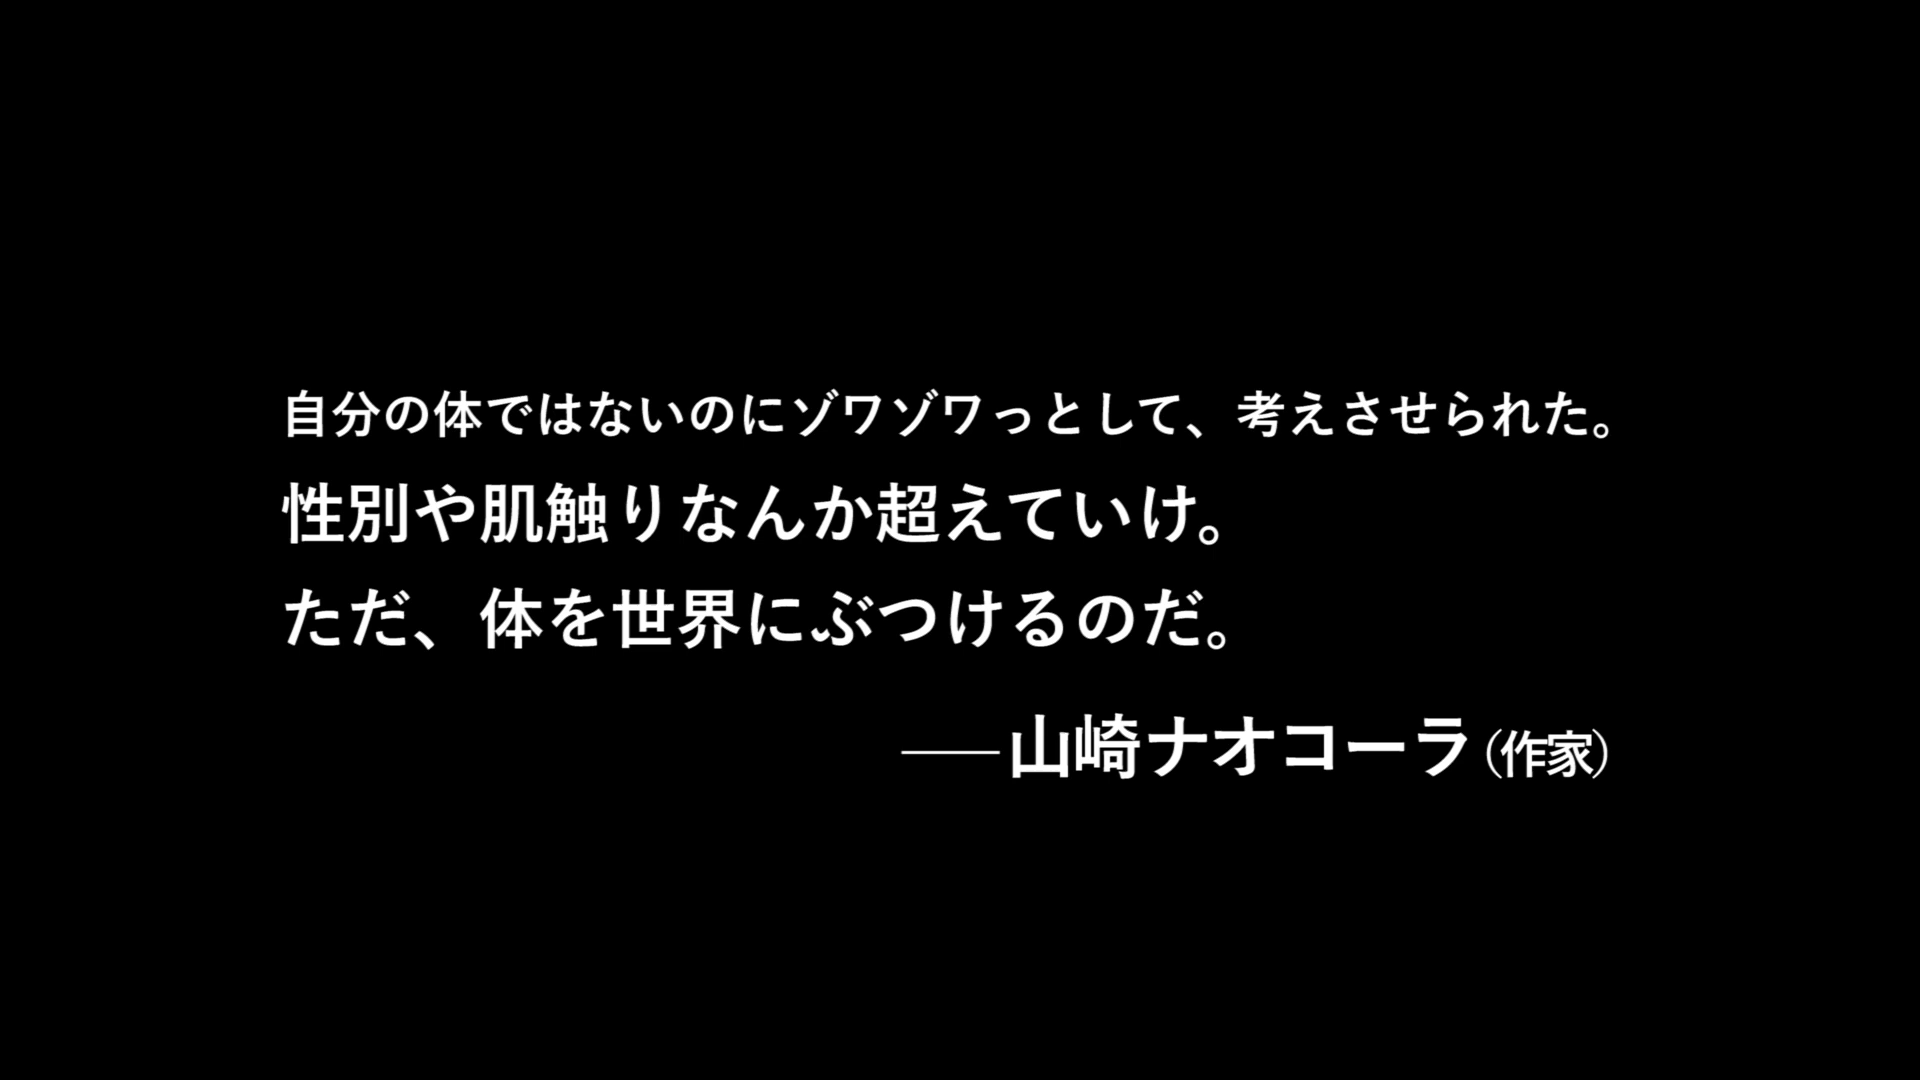 自分の体ではないのにゾワゾワっとして、考えさせられた。
性別や肌触りなんか超えていけ。
ただ、体を世界にぶつけるのだ。
――山崎ナオコーラ（作家）